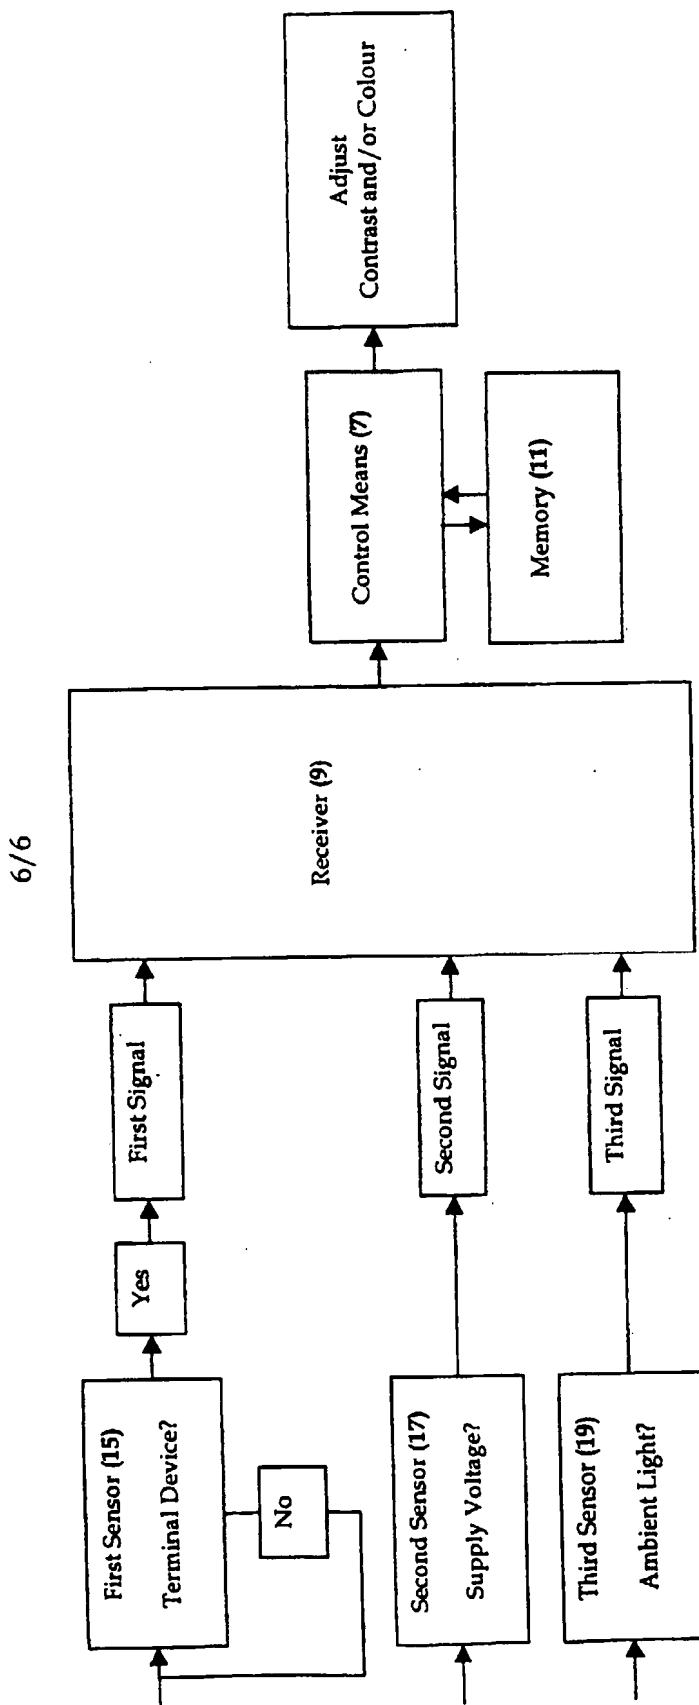 6/6
First Sensor (15)
Terminal Device?
Yes
No
First Signal
Second Sensor (17)
Supply Voltage?
Second Signal
Third Sensor (19)
Ambient Light?
Third Signal
Receiver (9)
Control Means (7)
Memory (11)
Adjust
Contrast and/or Colour